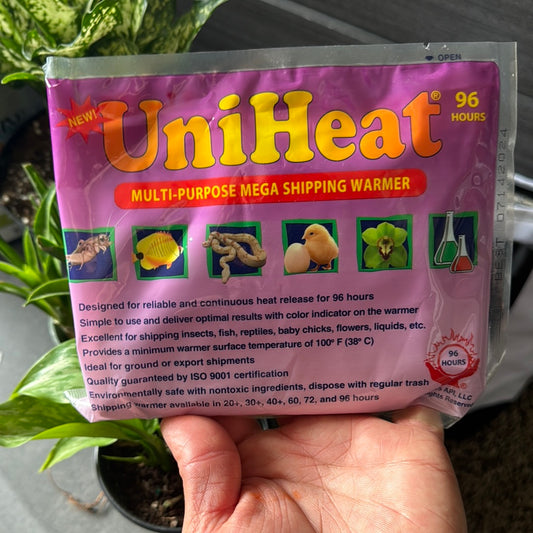 OPEN
NEW!
UniHeat®
96
HOURS
MULTI-PURPOSE MEGA SHIPPING WARMER
Designed for reliable and continuous heat release for 96 hours
Simple to use and deliver optimal results with color indicator on the warmer
Excellent for shipping insects, fish, reptiles, baby chicks, flowers, liquids, etc.
Provides a minimum warmer surface temperature of 100° F (38° C)
Ideal for ground or export shipments
Quality guaranteed by ISO 9001 certification
Environmentally safe with nontoxic ingredients, dispose with regular trash
Shipping warmer available in 20+, 30+, 40+, 60, 72, and 96 hours
96
HOURS
API, LLC
Reserved
BEST